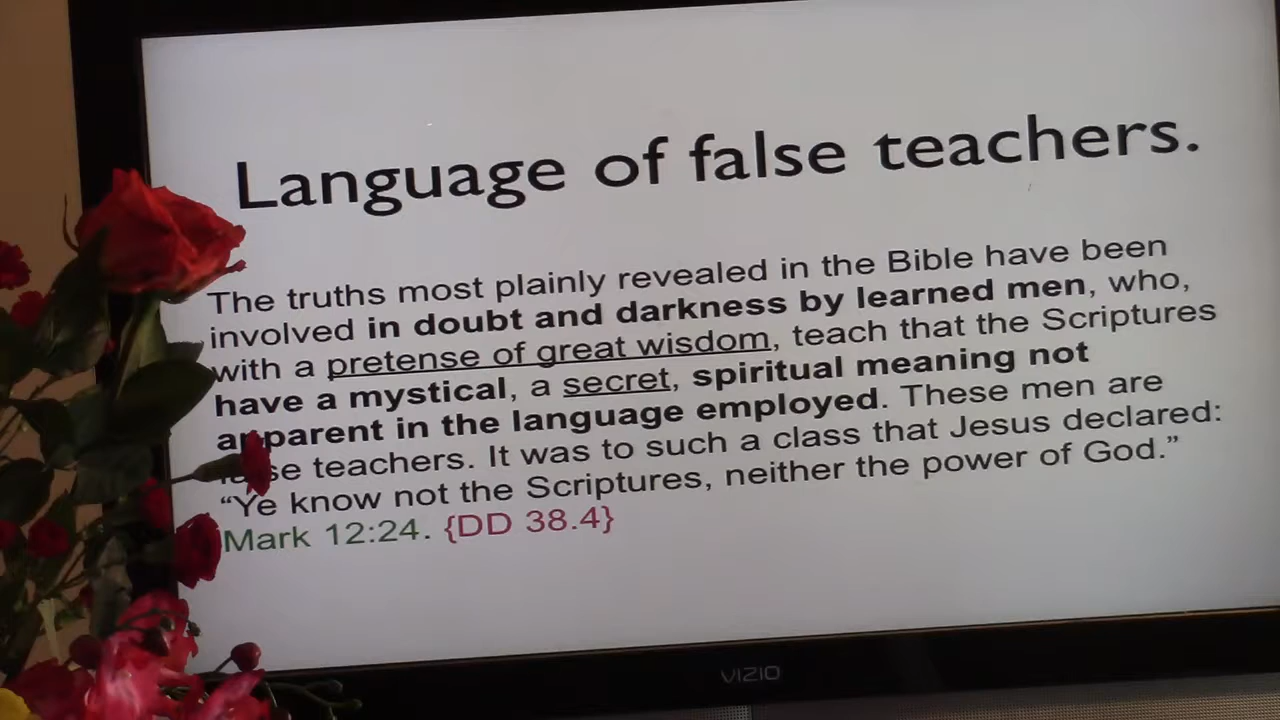 Language of false teachers.
The truths most plainly revealed in the Bible have been
involved in doubt and darkness by learned men, who,
with a pretense of great wisdom, teach that the Scriptures
have a mystical, a secret, spiritual meaning not
apparent in the language employed. These men are
false teachers. It was to such a class that Jesus declared:
“Ye know not the Scriptures, neither the power of God.”
Mark 12:24. {DD 38.4}
VIZIO